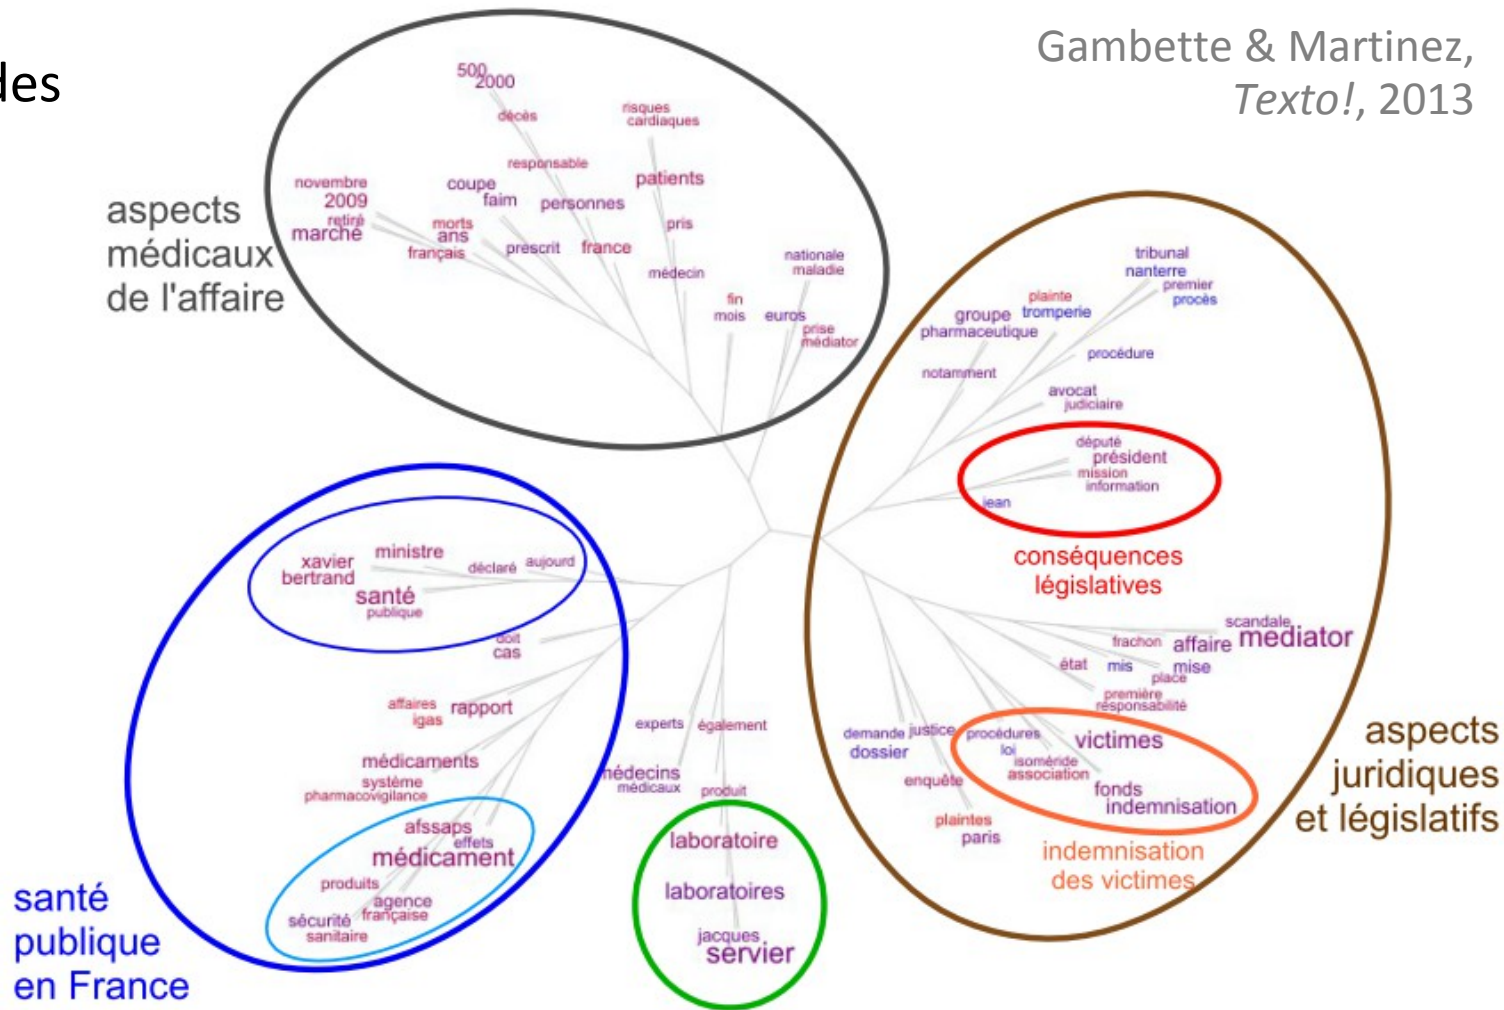 des
Gambette & Martinez,
Texto!, 2013
aspects
médicaux
de l'affaire
500
2000
décès
risques
cardiaques
responsable
patients
novembre
2009
retiré
marché
coupe
faim
personnes
morts
ans
français
prescrit
france
pris
médecin
nationale
maladie
fin
mois
euros
prise
médiator
tribunal
nanterre
premier
procès
plainte
tromperie
groupe
pharmaceutique
procédure
notamment
avocat
judiciaire
député
président
mission
information
jean
conséquences
législatives
xavier
bertrand
ministre
déclaré
aujourd
santé
publique
doit
cas
affaires
igas
rapport
médicaments
système
pharmacovigilance
afssaps
effets
médicament
produits
agence
française
sécurité
sanitaire
santé
publique
en France
experts
également
médecins
médicaux
produit
laboratoire
laboratoires
jacques
servier
scandale
mediator
frachon
affaire
état
mis
mise
place
première
responsabilité
demande
justice
dossier
enquête
plaintes
paris
procédures
loi
isoméride
association
victimes
fonds
indemnisation
indemnisation
des victimes
aspects
juridiques
et législatifs